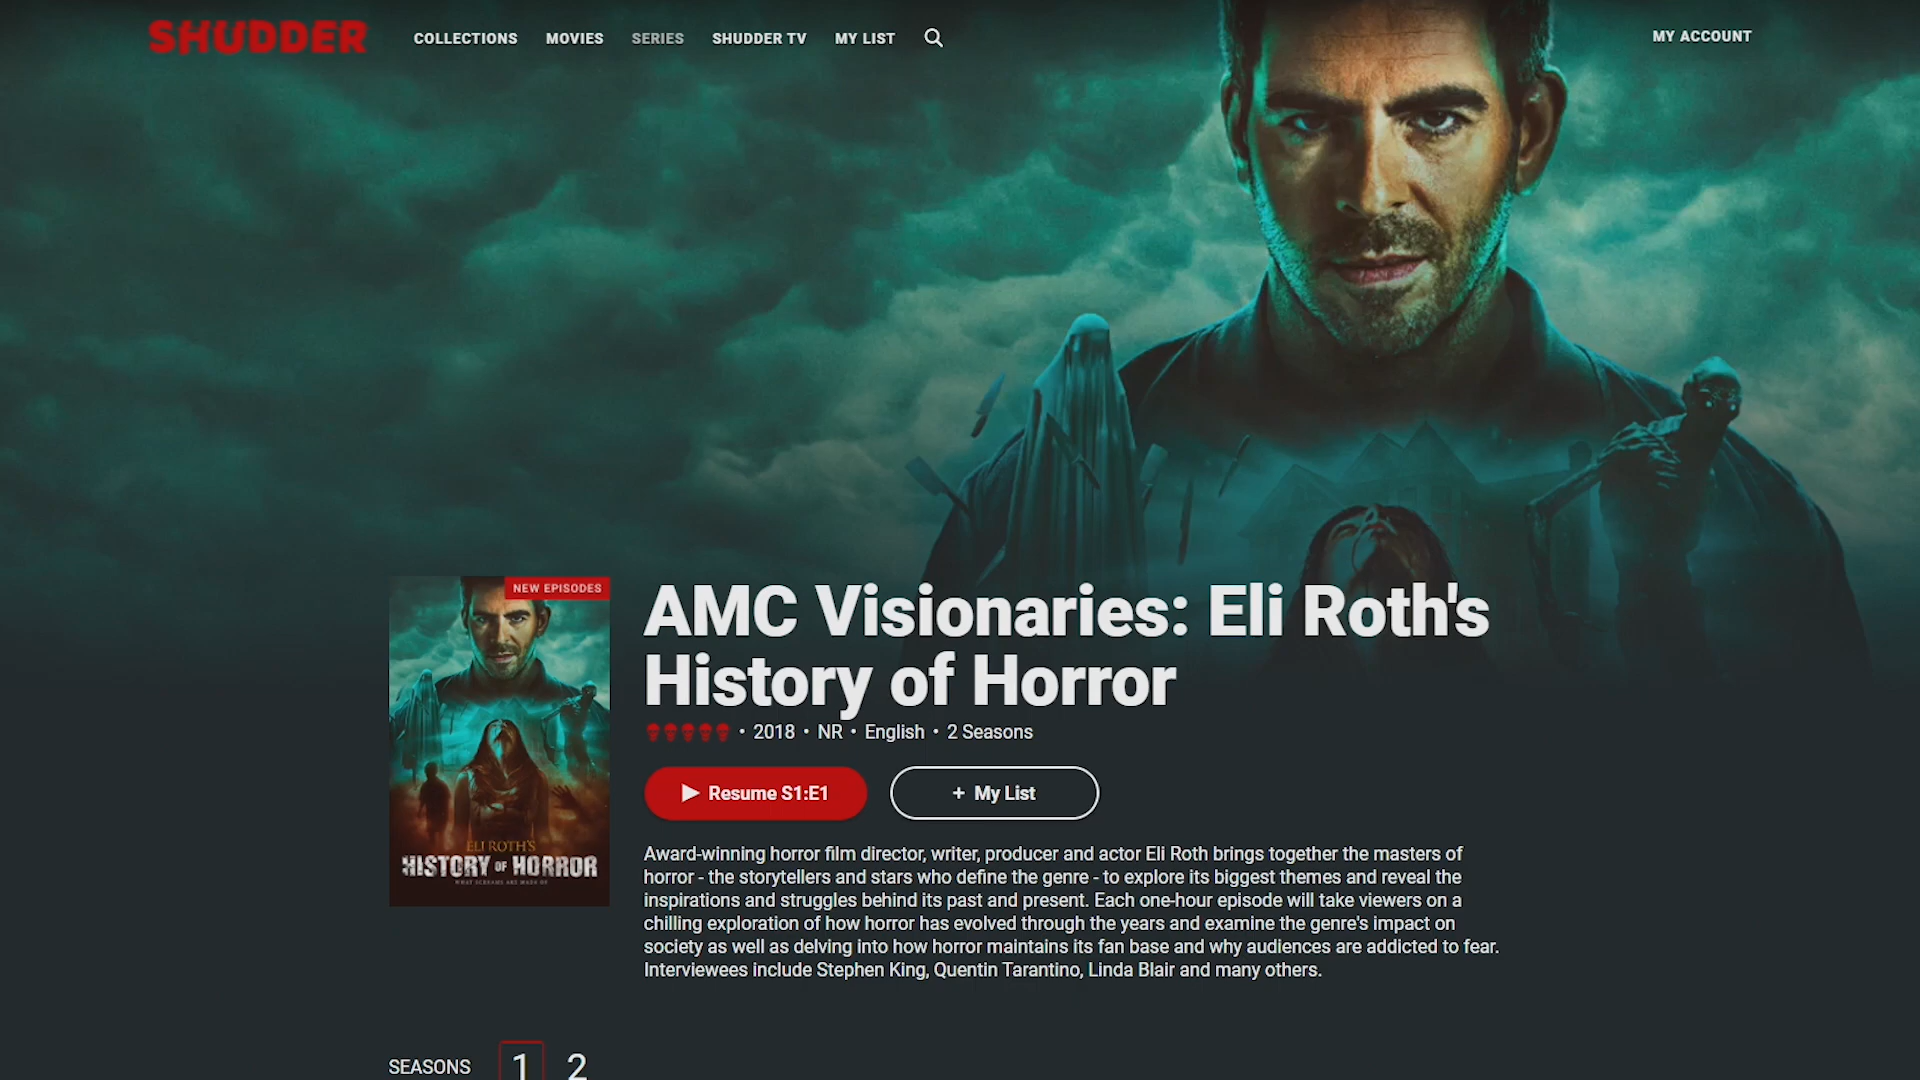 SHUDDER
COLLECTIONS MOVIES SERIES SHUDDER TV MY LIST
MY ACCOUNT
NEW EPISODES
ELI ROTH'S
HISTORY OF HORROR
WHAT SCREAMS ARE MADE OF
AMC Visionaries: Eli Roth's
History of Horror
• 2018 • NR • English • 2 Seasons
Resume S1:E1
+ My List
Award-winning horror film director, writer, producer and actor Eli Roth brings together the masters of
horror - the storytellers and stars who define the genre - to explore its biggest themes and reveal the
inspirations and struggles behind its past and present. Each one-hour episode will take viewers on a
chilling exploration of how horror has evolved through the years and examine the genre's impact on
society as well as delving into how horror maintains its fan base and why audiences are addicted to fear.
Interviewees include Stephen King, Quentin Tarantino, Linda Blair and many others.
SEASONS 1 2